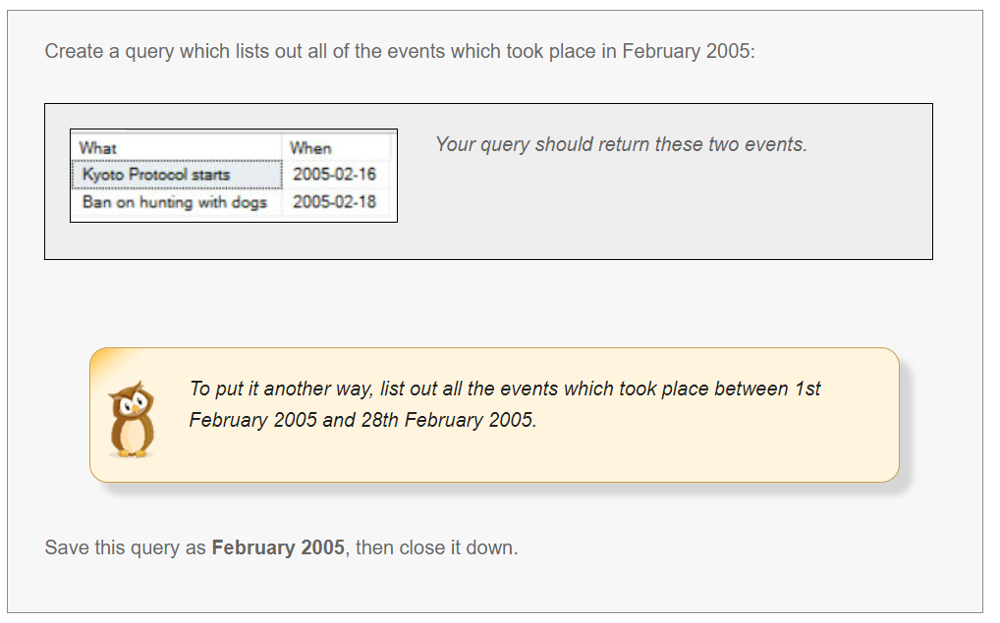 Create a query which lists out all of the events which took place in February 2005:
What When
Kyoto Protocol starts 2005-02-16
Ban on hunting with dogs 2005-02-18
Your query should return these two events.
To put it another way, list out all the events which took place between 1st
February 2005 and 28th February 2005.
Save this query as February 2005, then close it down.